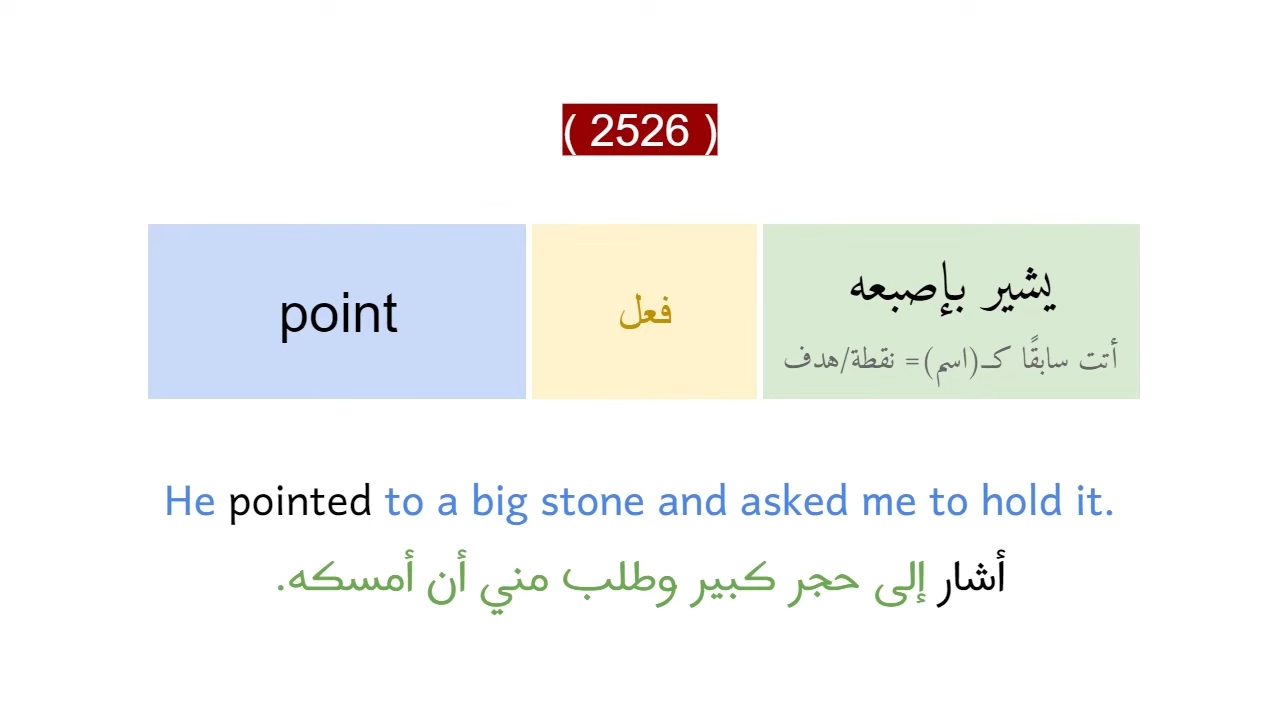 ( 2526 )
point
فعل
يشير بإصبعه
أتت سابقًا كـ(اسم)= نقطة/هدف
He pointed to a big stone and asked me to hold it.
أشار إلى حجر كبير وطلب مني أن أمسكه.